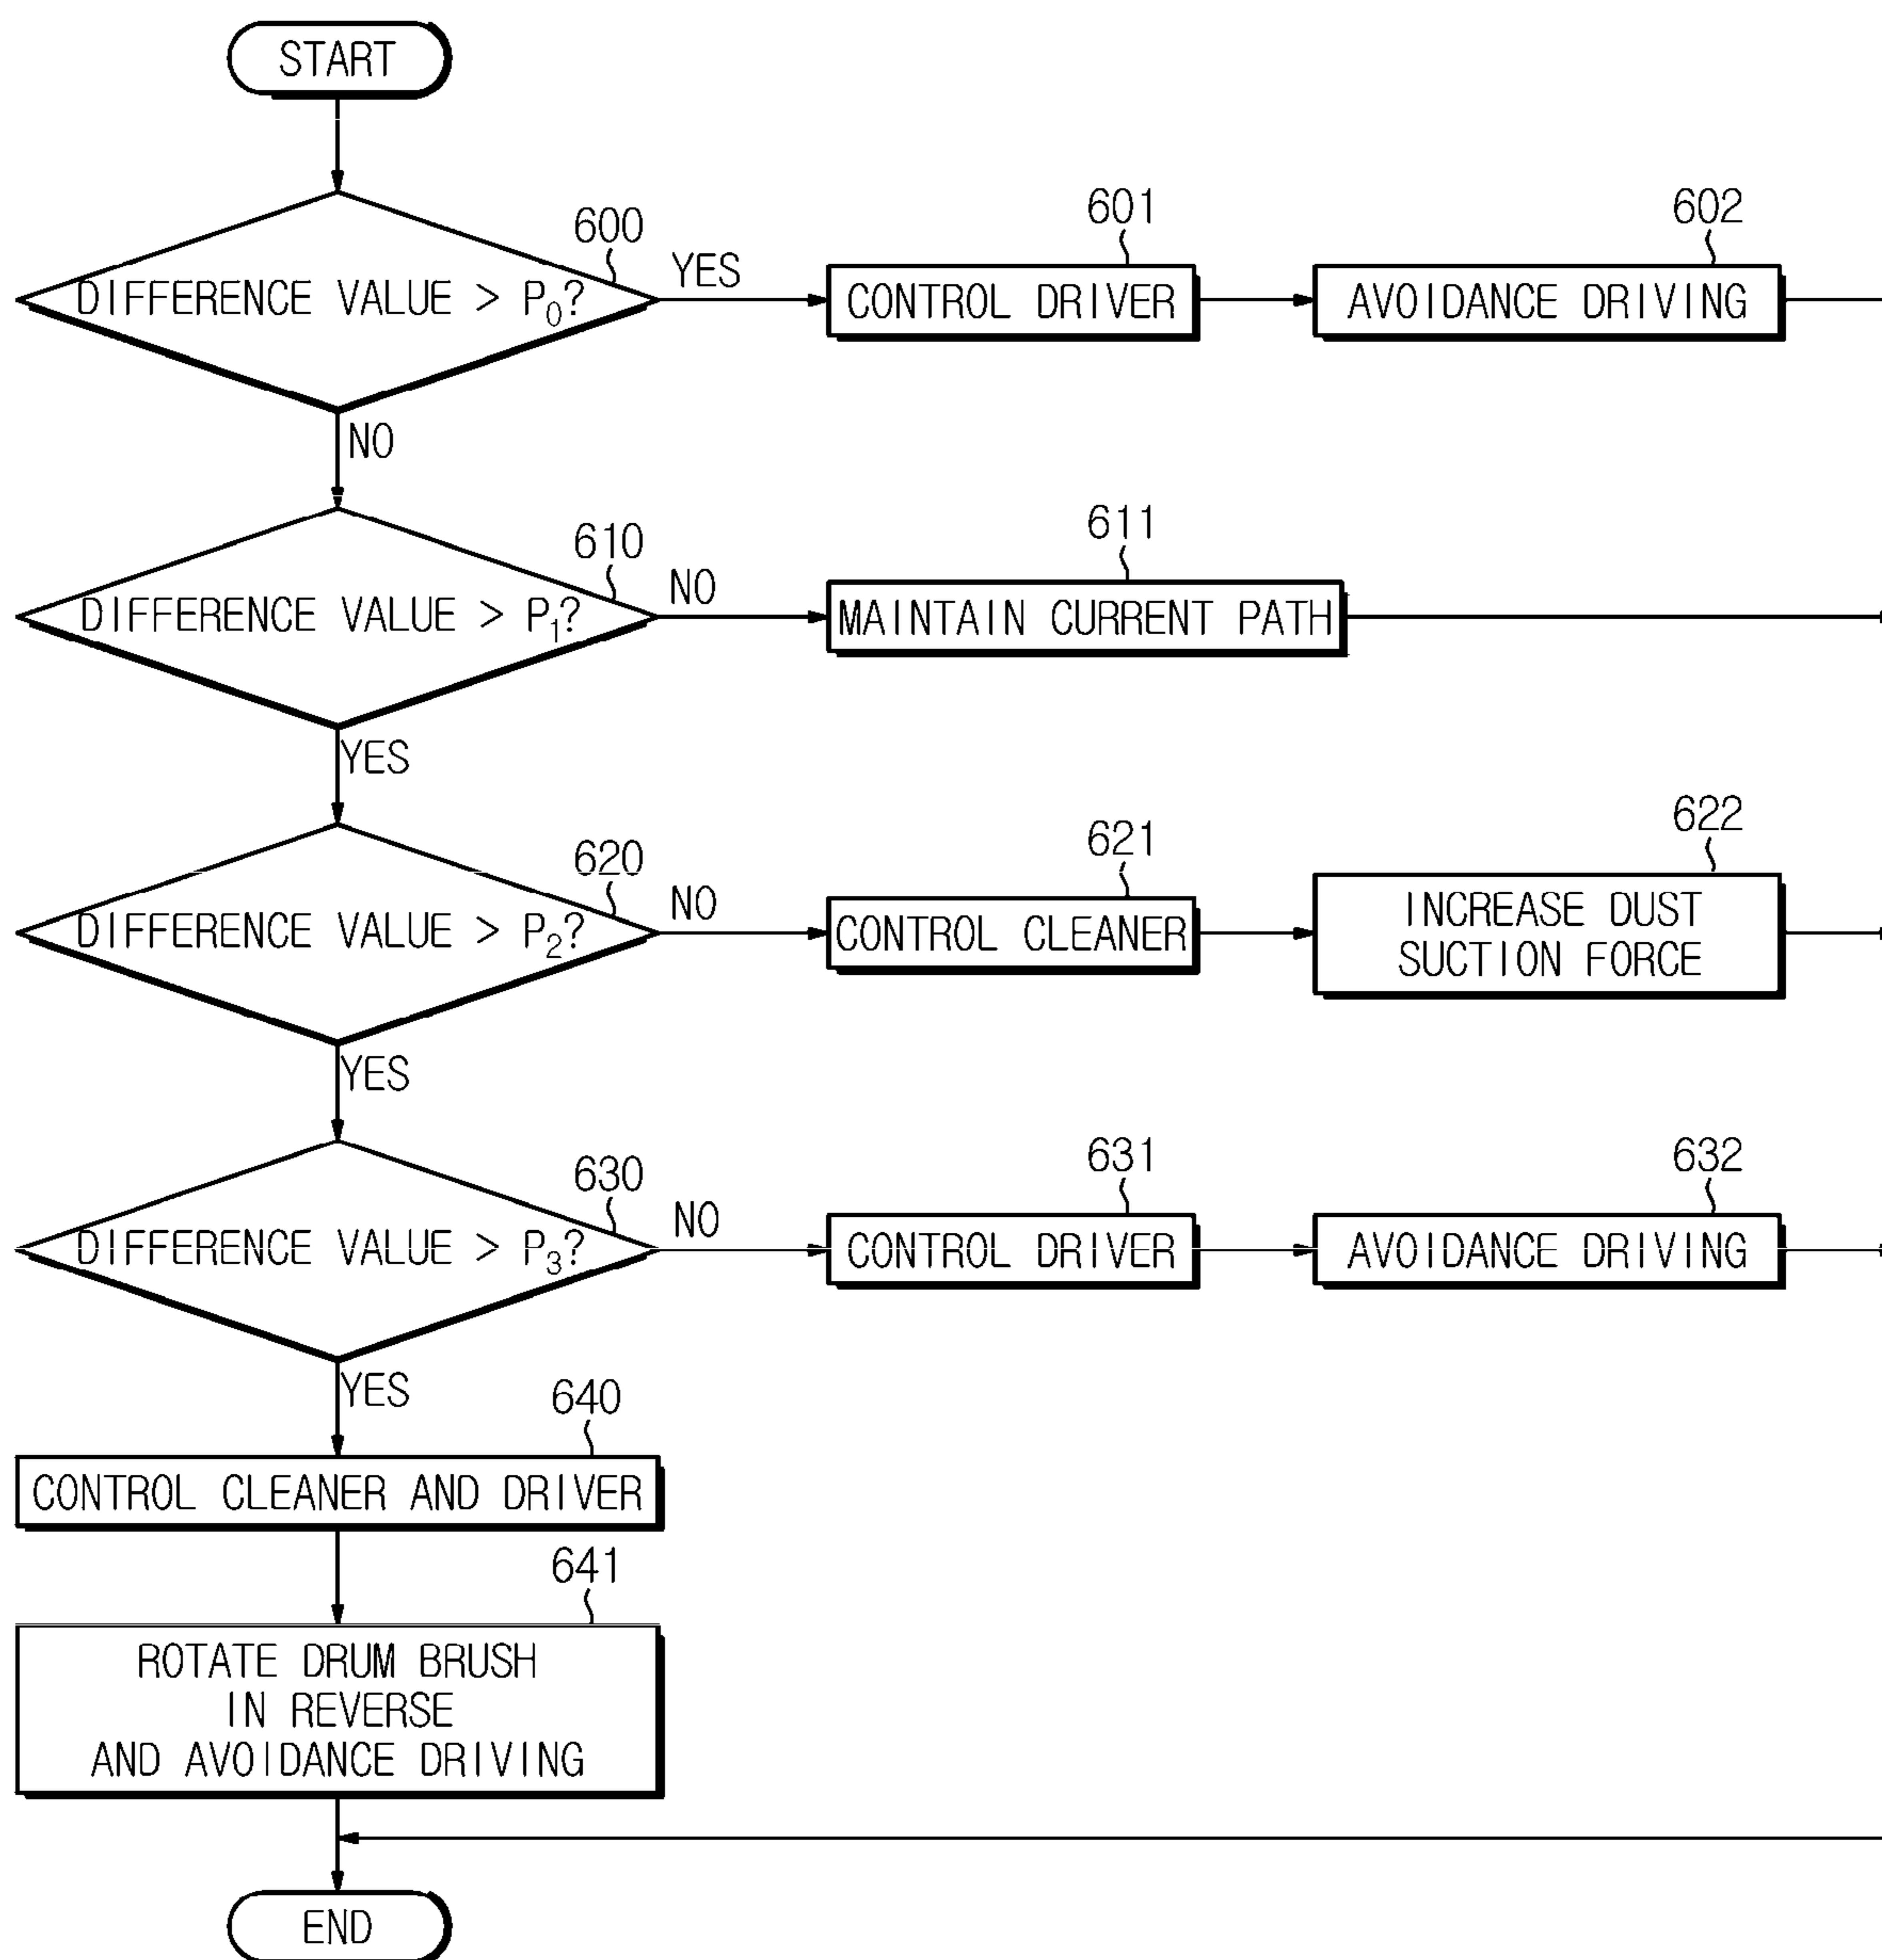 START
600
DIFFERENCE VALUE > P0?
YES
601
CONTROL DRIVER
602
AVOIDANCE DRIVING
NO
610
DIFFERENCE VALUE > P1?
NO
611
MAINTAIN CURRENT PATH
YES
620
DIFFERENCE VALUE > P2?
NO
621
CONTROL CLEANER
622
INCREASE DUST
SUCTION FORCE
YES
630
DIFFERENCE VALUE > P3?
NO
631
CONTROL DRIVER
632
AVOIDANCE DRIVING
YES
640
CONTROL CLEANER AND DRIVER
641
ROTATE DRUM BRUSH
IN REVERSE
AND AVOIDANCE DRIVING
END